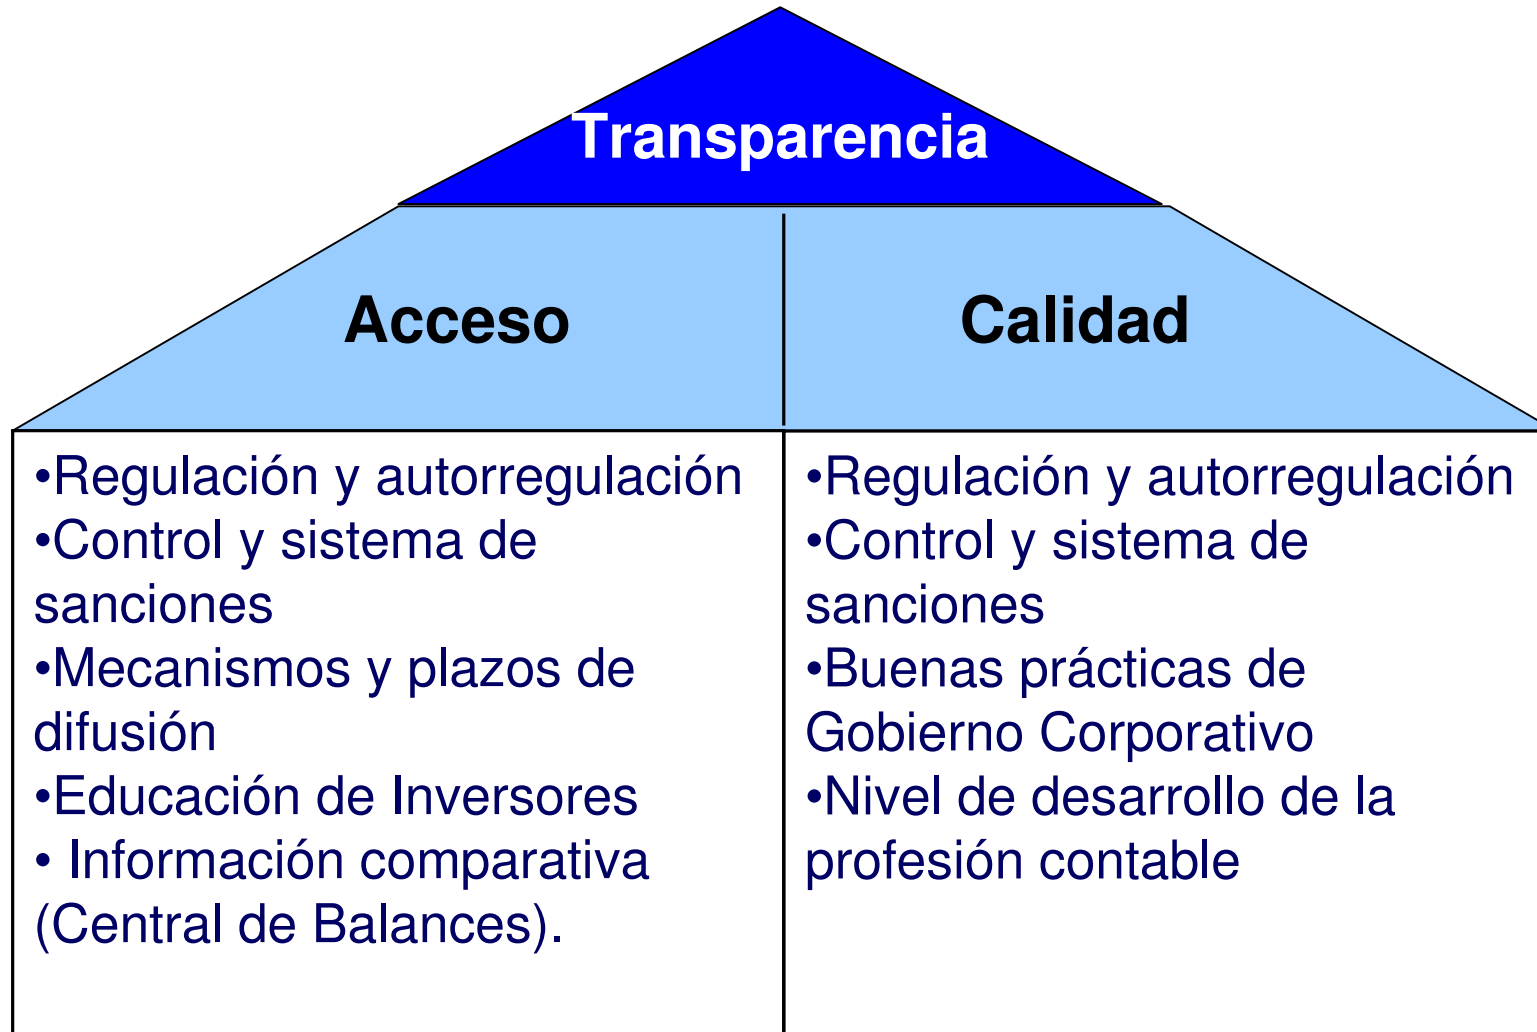 Transparencia
Acceso
Calidad
•Regulación y autorregulación
•Control y sistema de
sanciones
•Mecanismos y plazos de
difusión
•Educación de Inversores
• Información comparativa
(Central de Balances).
•Regulación y autorregulación
•Control y sistema de
sanciones
•Buenas prácticas de
Gobierno Corporativo
•Nivel de desarrollo de la
profesión contable